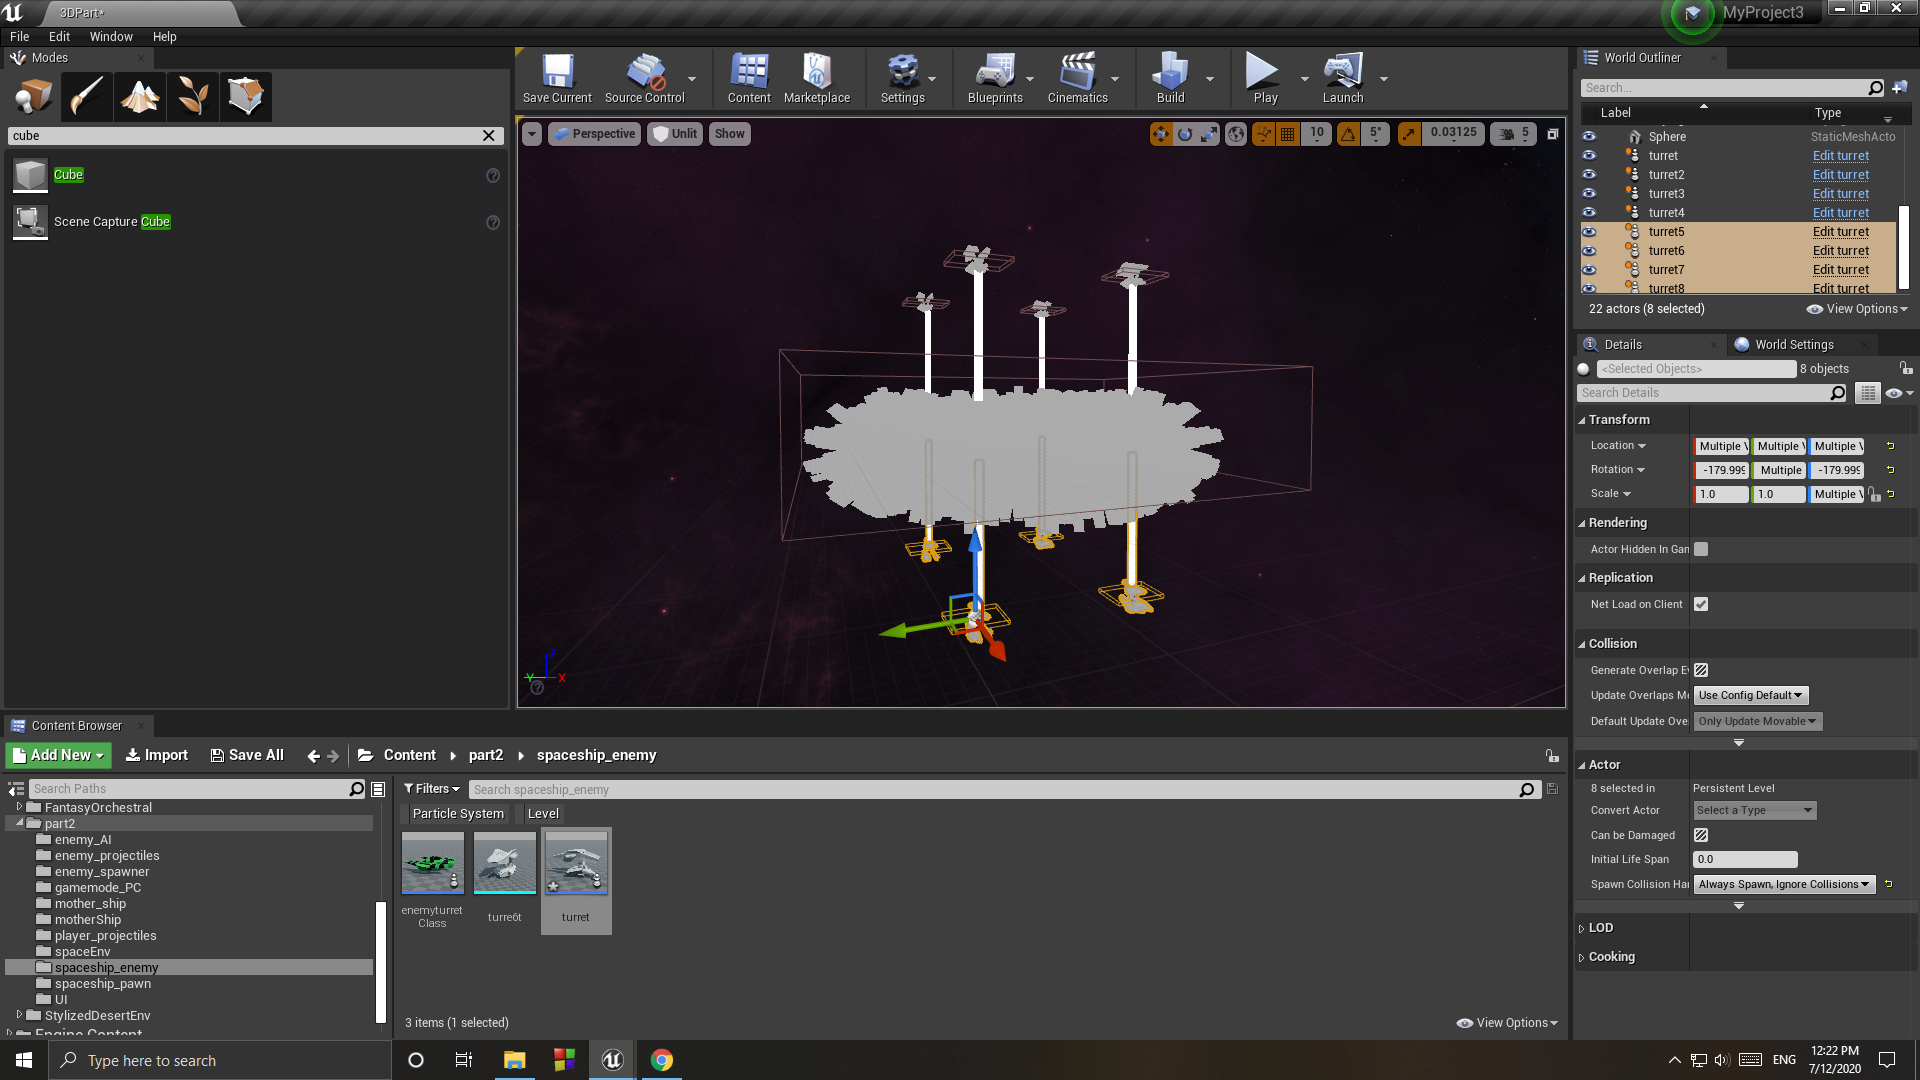 3DPart*
MyProject3
File Edit Window Help
Modes
cube
Cube
Scene Capture Cube
Save Current Source Control Content Marketplace Settings Blueprints Cinematics Build Play Launch
Perspective Unlit Show 10 5° 0.03125 5
Z
Y X
World Outliner
Search...
Label Type
Sphere StaticMeshActo
turret Edit turret
turret2 Edit turret
turret3 Edit turret
turret4 Edit turret
turret5 Edit turret
turret6 Edit turret
turret7 Edit turret
turret8 Edit turret
22 actors (8 selected) View Options
Details World Settings
<Selected Objects> 8 objects
Search Details
Transform
Location Multiple V Multiple V Multiple V
Rotation -179.999 Multiple -179.999
Scale 1.0 1.0 Multiple V
Rendering
Actor Hidden In Gam
Replication
Net Load on Client
Collision
Generate Overlap Ev
Update Overlaps Me Use Config Default
Default Update Over Only Update Movable
Actor
8 selected in Persistent Level
Convert Actor Select a Type
Can be Damaged
Initial Life Span 0.0
Spawn Collision Han Always Spawn, Ignore Collisions
LOD
Cooking
Content Browser
Add New Import Save All Content part2 spaceship_enemy
Search Paths
FantasyOrchestral
part2
enemy_AI
enemy_projectiles
enemy_spawner
gamemode_PC
mother_ship
motherShip
player_projectiles
spaceEnv
spaceship_enemy
spaceship_pawn
UI
StylizedDesertEnv
Engine Content
Filters Search spaceship_enemy
Particle System Level
enemyturret
Class
turre6t
turret
3 items (1 selected) View Options
Type here to search
ENG
12:22 PM
7/12/2020